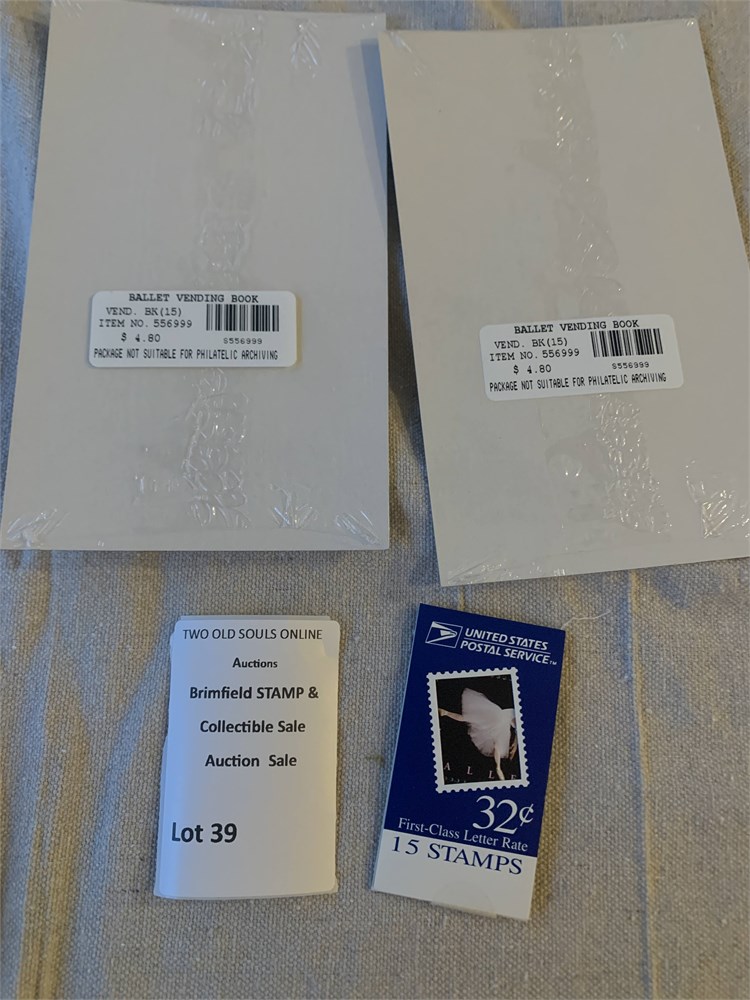 BALLET VENDING BOOK
VEND. BK(15)
ITEM NO. 556999
$ 4.80
S556999
PACKAGE NOT SUITABLE FOR PHILATELIC ARCHIVING
BALLET VENDING BOOK
VEND. BK(15)
ITEM NO. 556999
$ 4.80
S556999
PACKAGE NOT SUITABLE FOR PHILATELIC ARCHIVING
TWO OLD SOULS ONLINE
Auctions
Brimfield STAMP &
Collectible Sale
Auction Sale
Lot 39
UNITED STATES
POSTAL SERVICE™
32¢
First-Class Letter Rate
15 STAMPS